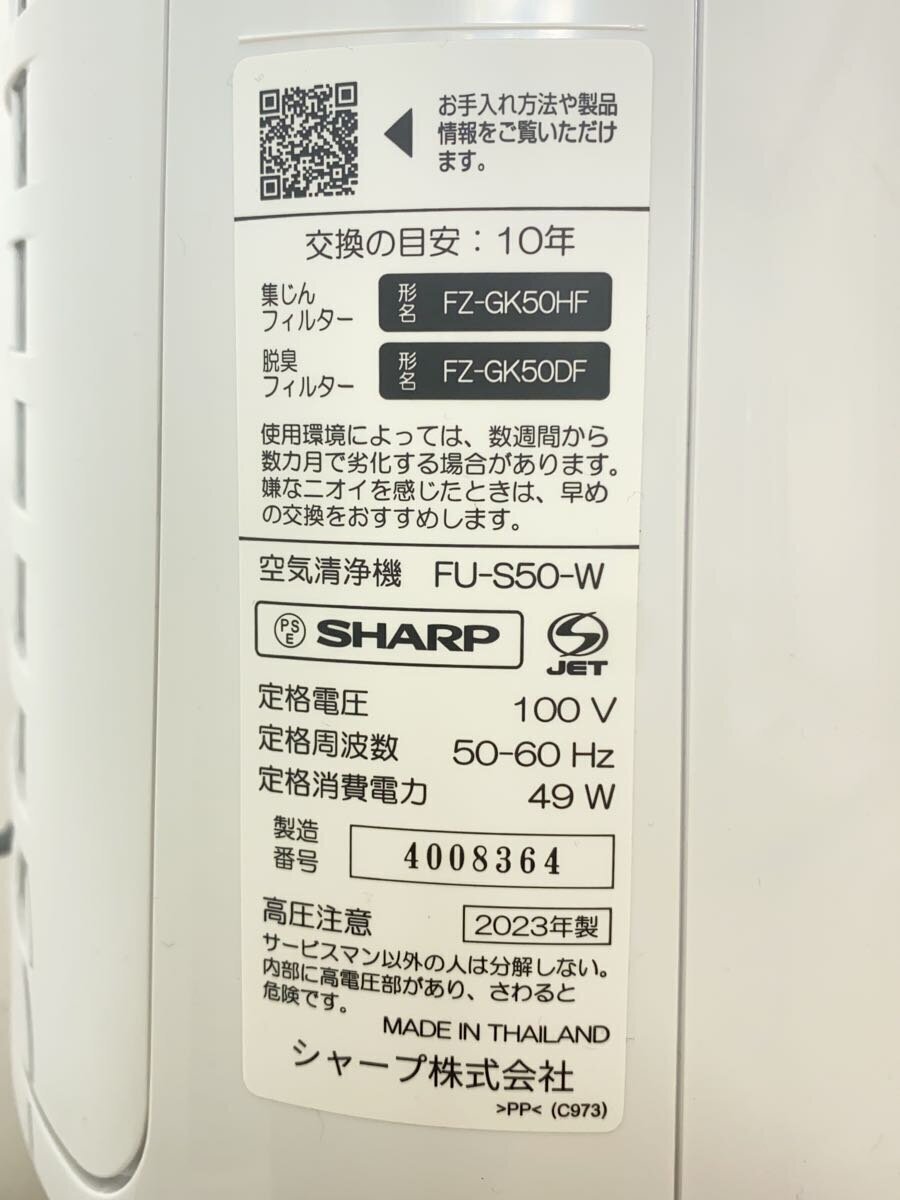 お手入れ方法や製品
情報をご覧いただけ
ます。
交換の目安：10年
集じん
フィルター
形名 FZ-GK50HF
脱臭
フィルター
形名 FZ-GK50DF
使用環境によっては、数週間から
数カ月で劣化する場合があります。
嫌なニオイを感じたときは、早め
の交換をおすすめします。
空気清浄機 FU-S50-W
PSE SHARP JET
定格電圧 100 V
定格周波数 50-60 Hz
定格消費電力 49 W
製造
番号 4008364
高圧注意 2023年製
サービスマン以外の人は分解しない。
内部に高電圧部があり、さわると
危険です。
MADE IN THAILAND
シャープ株式会社
>PP< (C973)